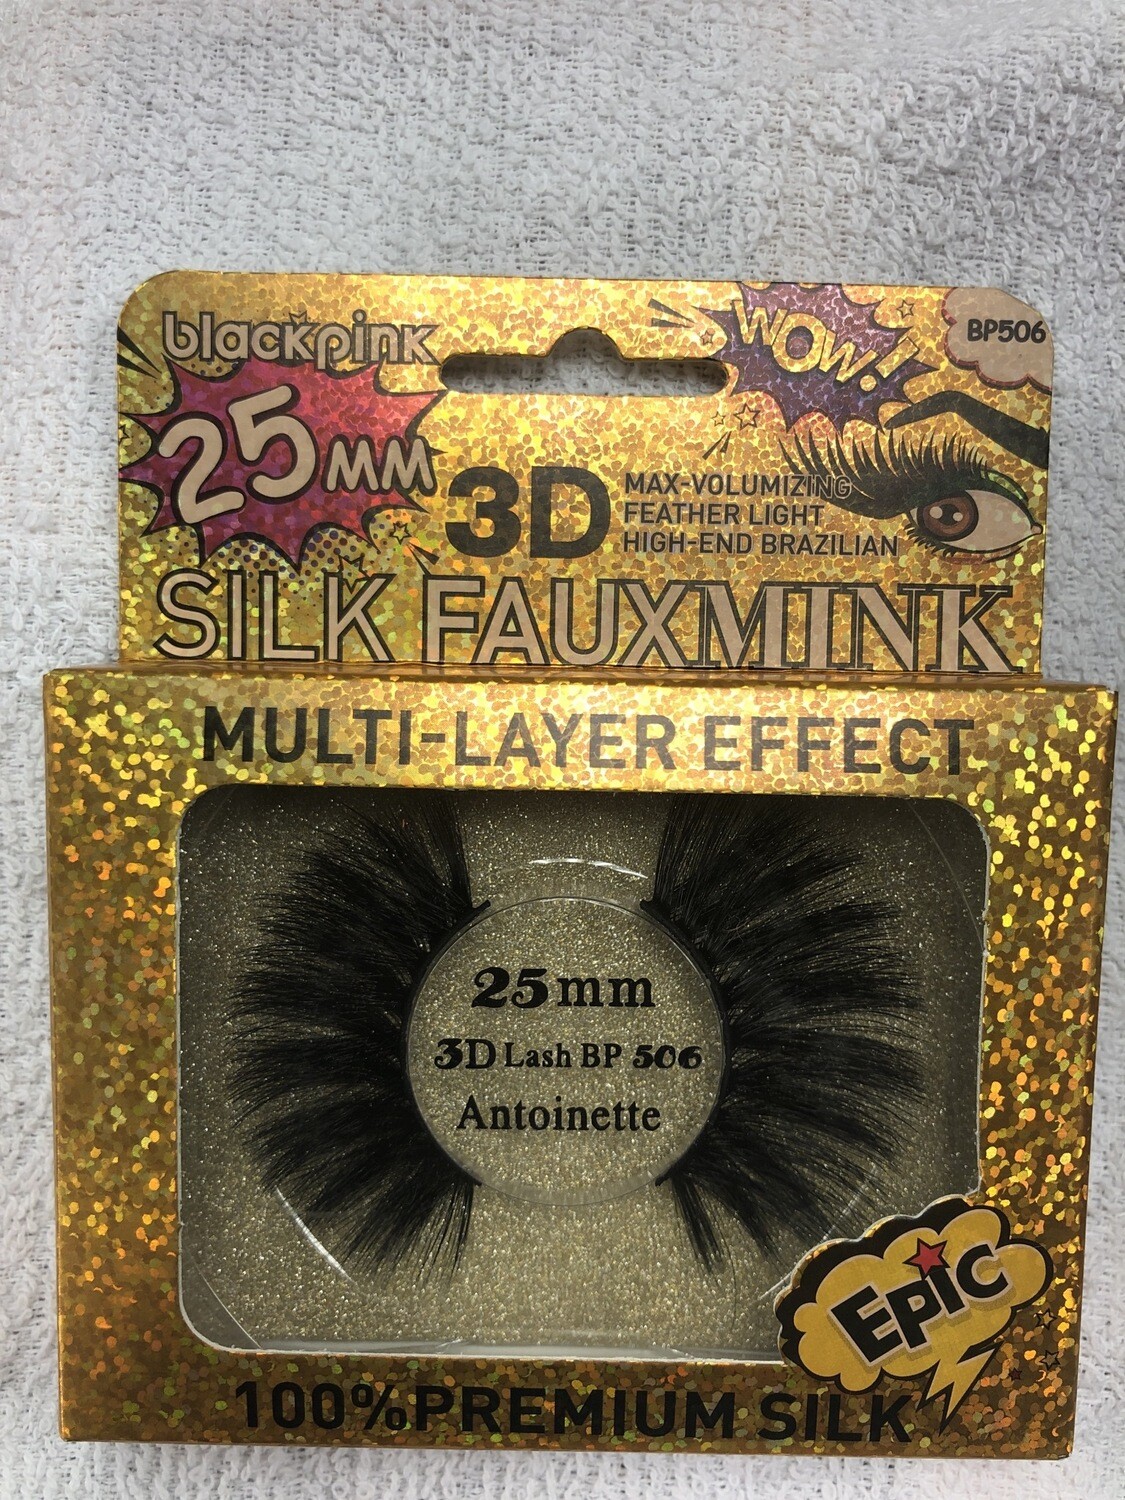 blackpink
25MM
WOW!
BP506
3D
MAX-VOLUMIZING
FEATHER LIGHT
HIGH-END BRAZILIAN
SILK FAUXMINK
MULTI-LAYER EFFECT
25mm
3D Lash BP 506
Antoinette
EPIC
100% PREMIUM SILK